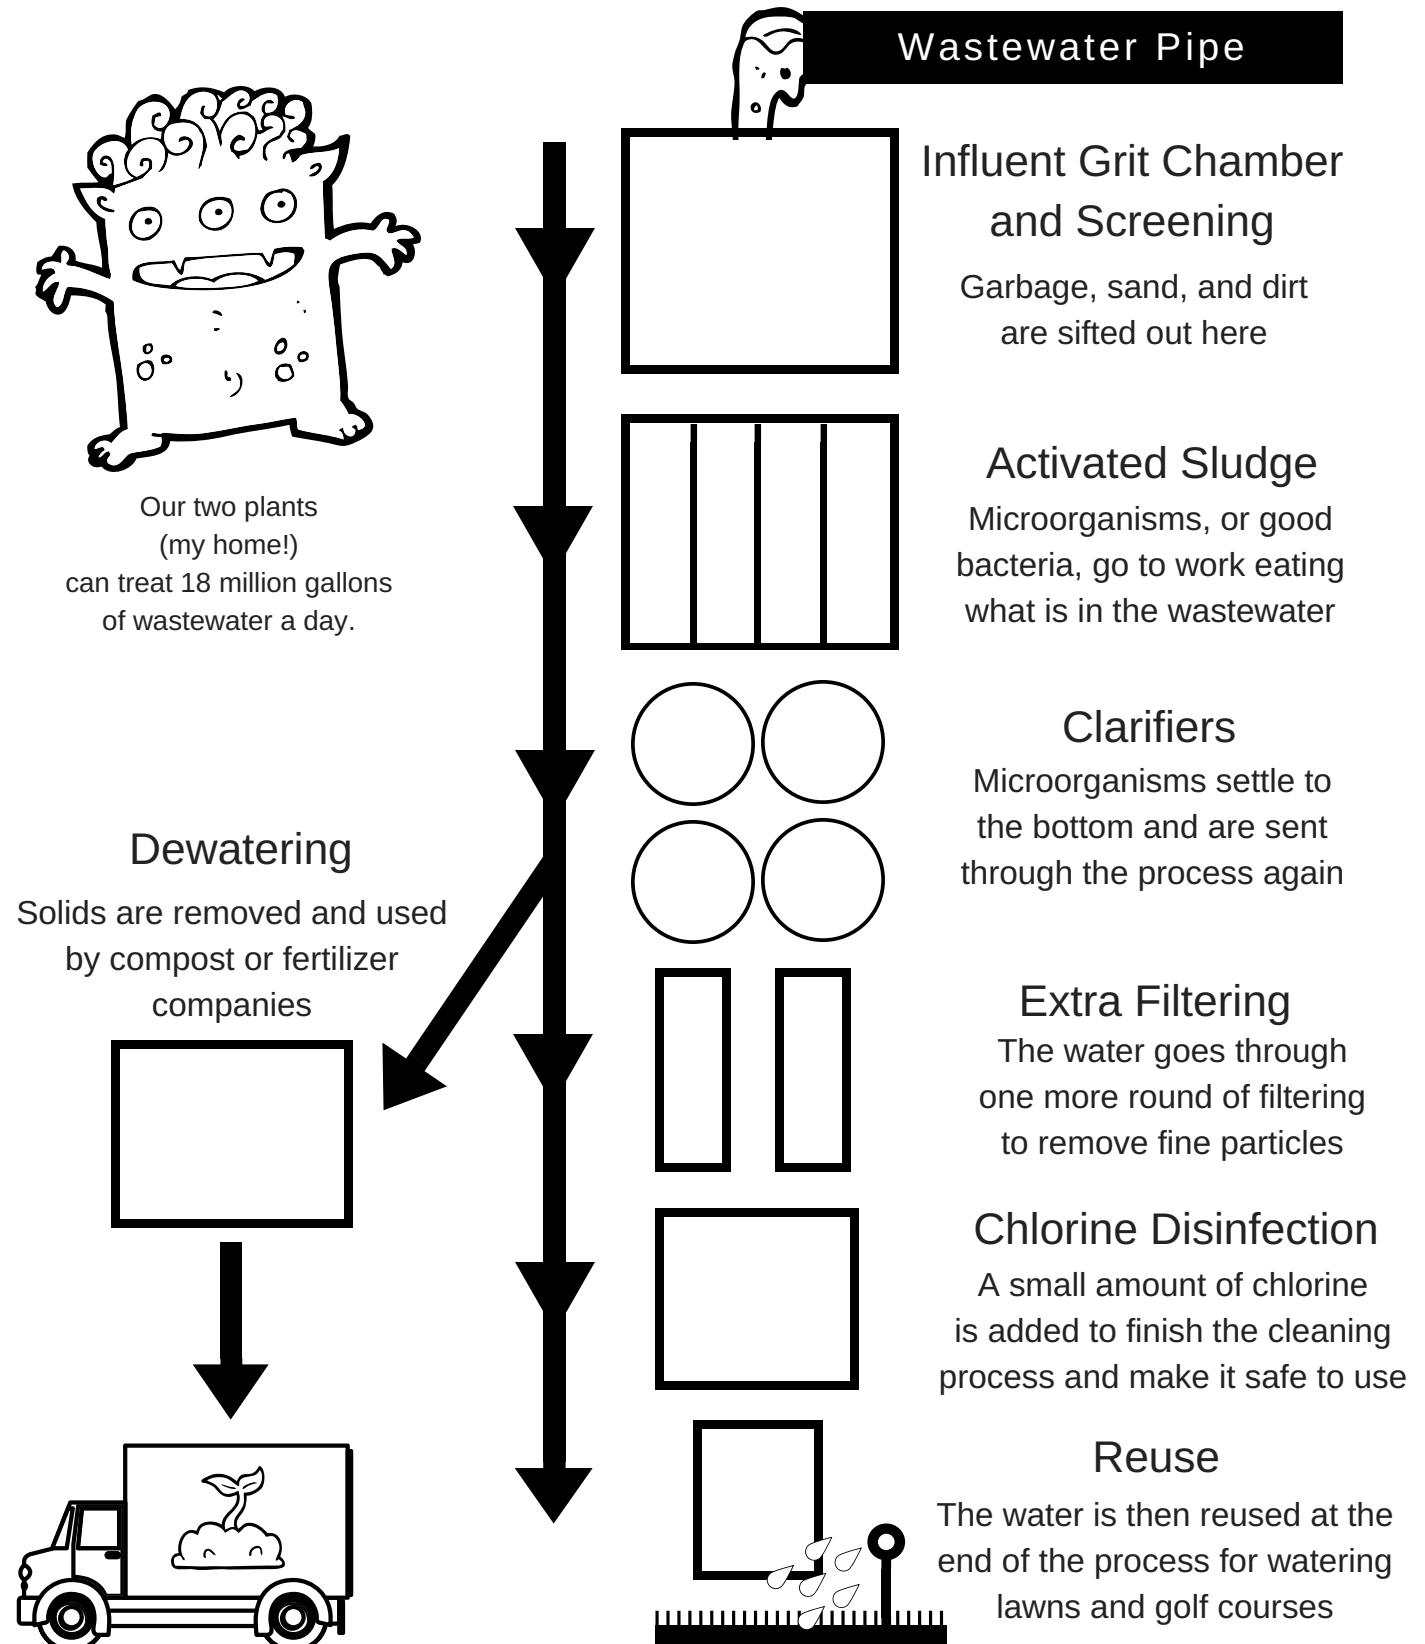 Wastewater Pipe
Influent Grit Chamber
and Screening
Garbage, sand, and dirt
are sifted out here
Our two plants
(my home!)
can treat 18 million gallons
of wastewater a day.
Activated Sludge
Microorganisms, or good
bacteria, go to work eating
what is in the wastewater
Clarifiers
Microorganisms settle to
the bottom and are sent
through the process again
Dewatering
Solids are removed and used
by compost or fertilizer
companies
Extra Filtering
The water goes through
one more round of filtering
to remove fine particles
Chlorine Disinfection
A small amount of chlorine
is added to finish the cleaning
process and make it safe to use
Reuse
The water is then reused at the
end of the process for watering
lawns and golf courses